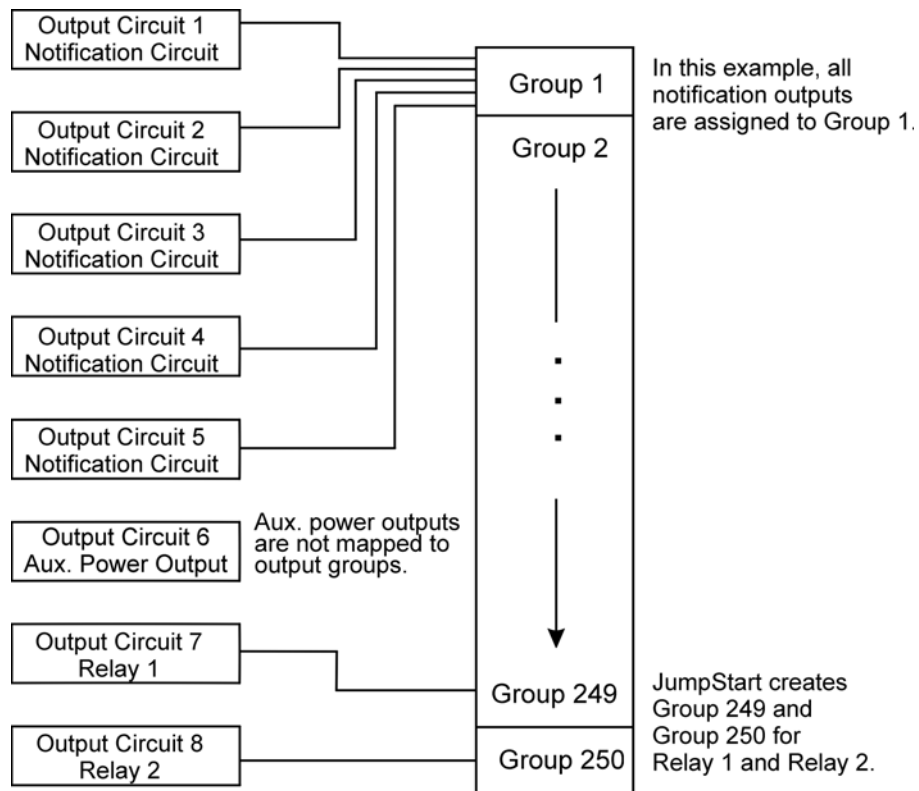 Output Circuit 1
Notification Circuit
Output Circuit 2
Notification Circuit
Output Circuit 3
Notification Circuit
Output Circuit 4
Notification Circuit
Output Circuit 5
Notification Circuit
Output Circuit 6
Aux. Power Output
Aux. power outputs
are not mapped to
output groups.
Output Circuit 7
Relay 1
Output Circuit 8
Relay 2
Group 1
Group 2
Group 249
Group 250
In this example, all
notification outputs
are assigned to Group 1.
JumpStart creates
Group 249 and
Group 250 for
Relay 1 and Relay 2.